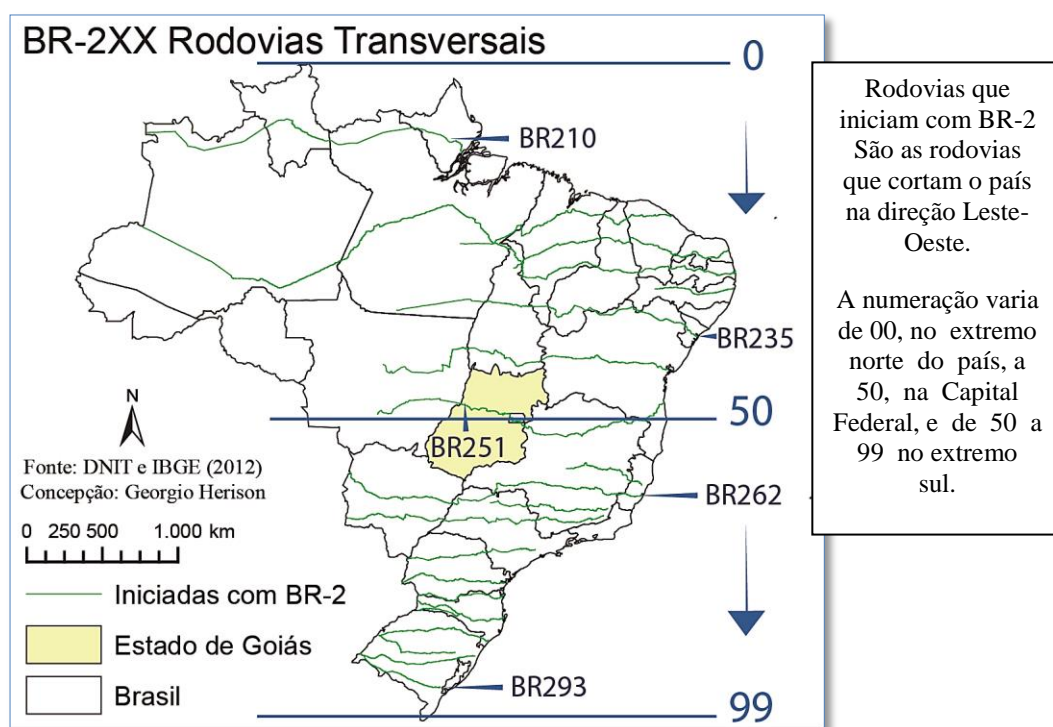 BR-2XX Rodovias Transversais
0
BR210
BR235
50
BR251
BR262
N
Fonte: DNIT e IBGE (2012)
Concepção: Georgio Herison
0 250 500 1.000 km
Iniciadas com BR-2
Estado de Goiás
Brasil
BR293
99
Rodovias que
iniciam com BR-2
São as rodovias
que cortam o país
na direção Leste-
Oeste.
A numeração varia
de 00, no extremo
norte do país, a
50, na Capital
Federal, e de 50 a
99 no extremo
sul.